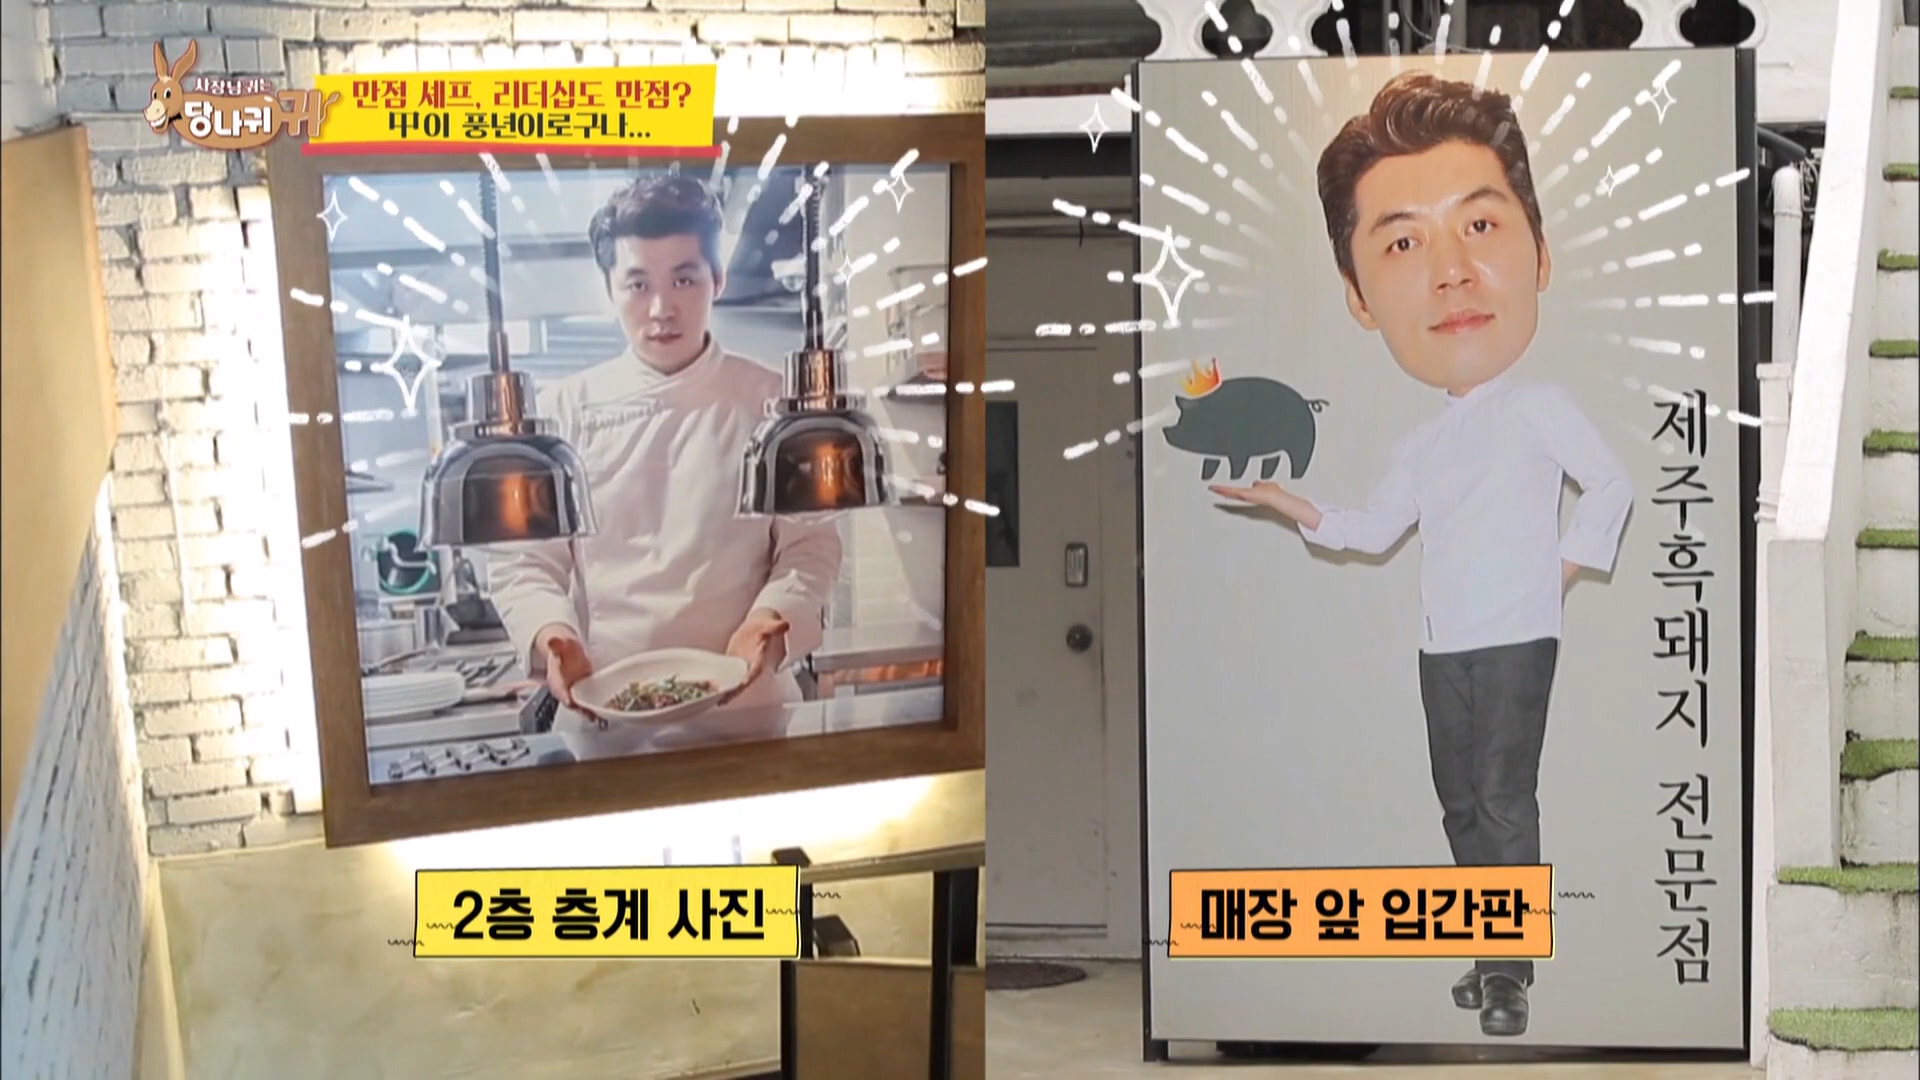 사장님 귀는
당나귀 귀
만점 셰프, 리더십도 만점?
甲이 풍년이로구나...
제주흑돼지 전문점
2층 층계 사진
매장 앞 입간판